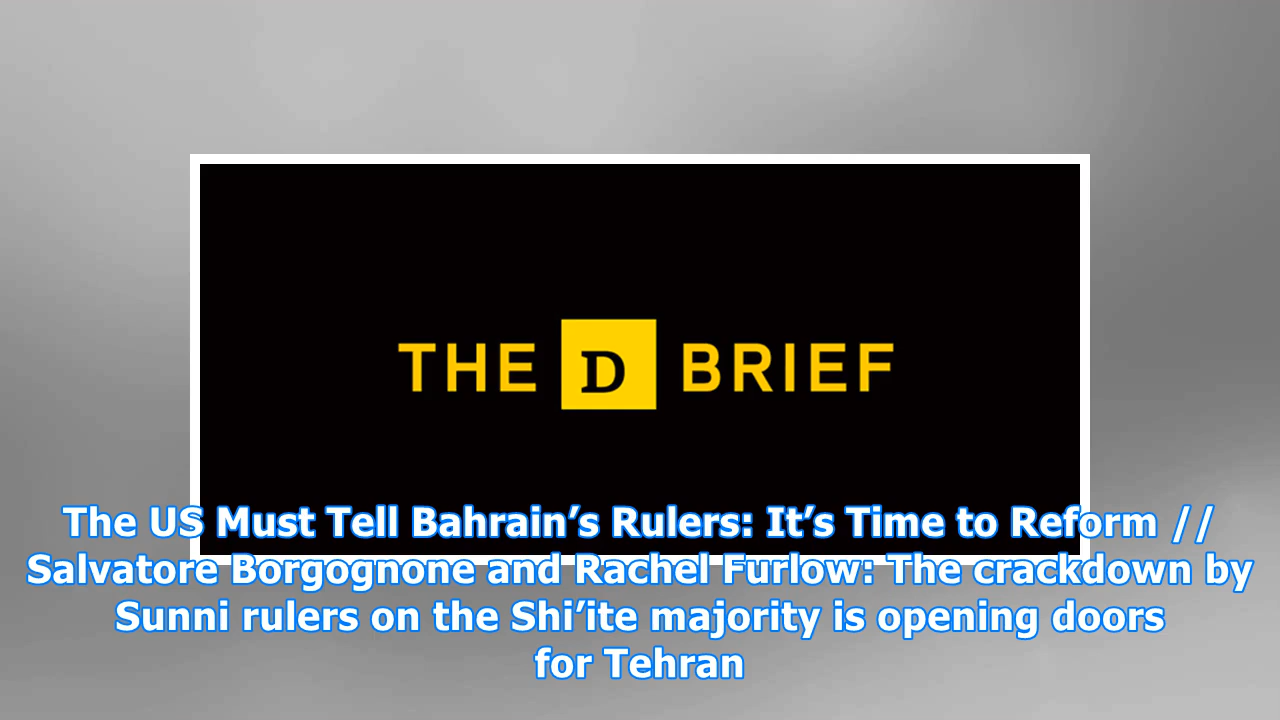 THE D BRIEF
The US Must Tell Bahrain’s Rulers: It’s Time to Reform //
Salvatore Borgognone and Rachel Furlow: The crackdown by
Sunni rulers on the Shi’ite majority is opening doors
for Tehran